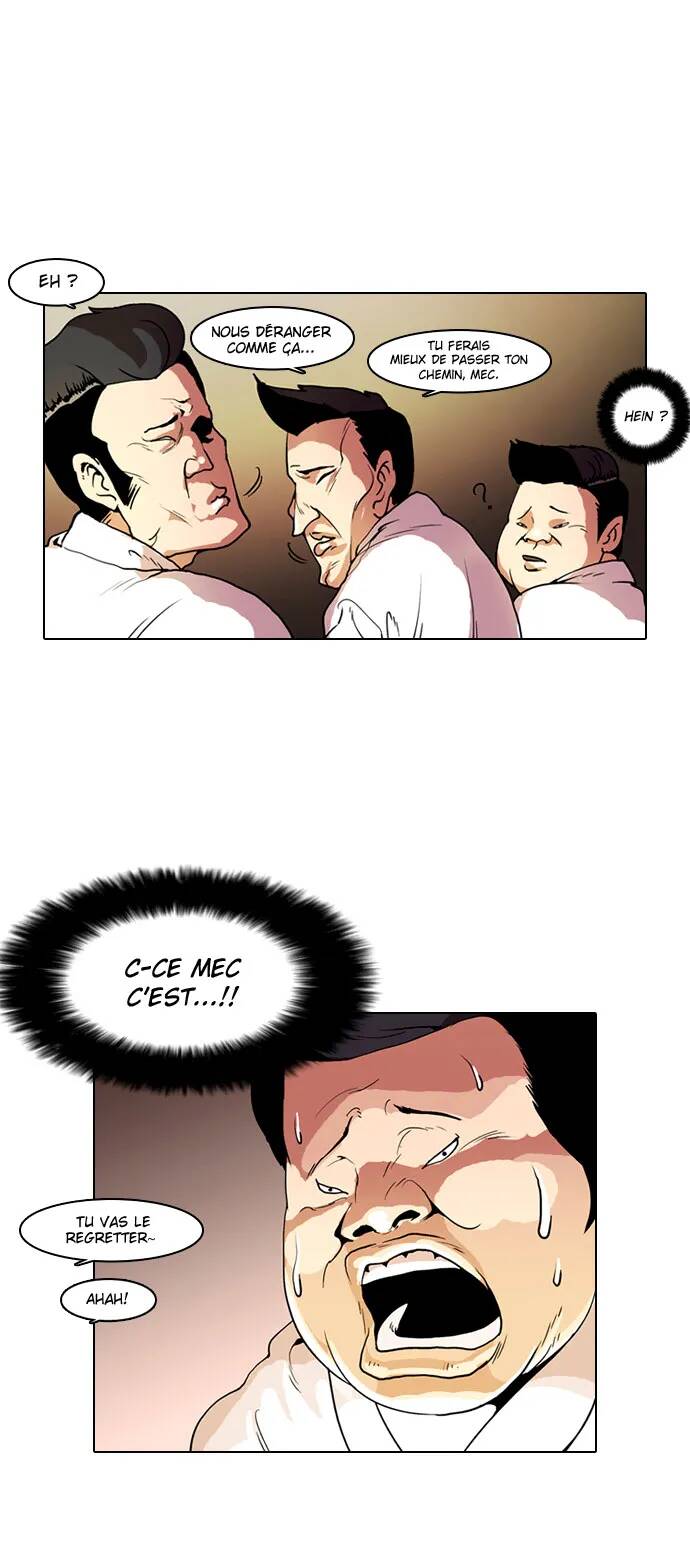 EH ?
NOUS DÉRANGER
COMME ÇA...
TU FERAIS
MIEUX DE PASSER TON
CHEMIN, MEC.
HEIN ?
?
C-CE MEC
C'EST...!!
TU VAS LE
REGRETTER~
AHAH!